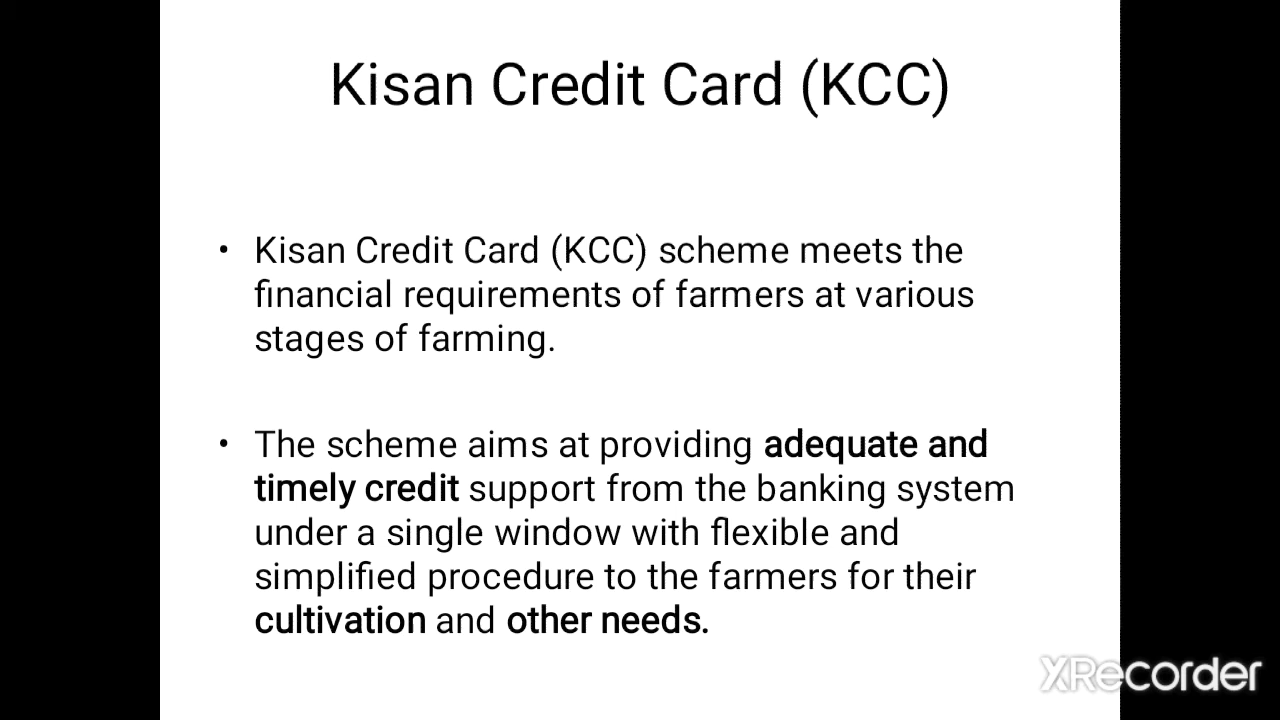 Kisan Credit Card (KCC)
• Kisan Credit Card (KCC) scheme meets the
financial requirements of farmers at various
stages of farming.
• The scheme aims at providing adequate and
timely credit support from the banking system
under a single window with flexible and
simplified procedure to the farmers for their
cultivation and other needs.
XRecorder